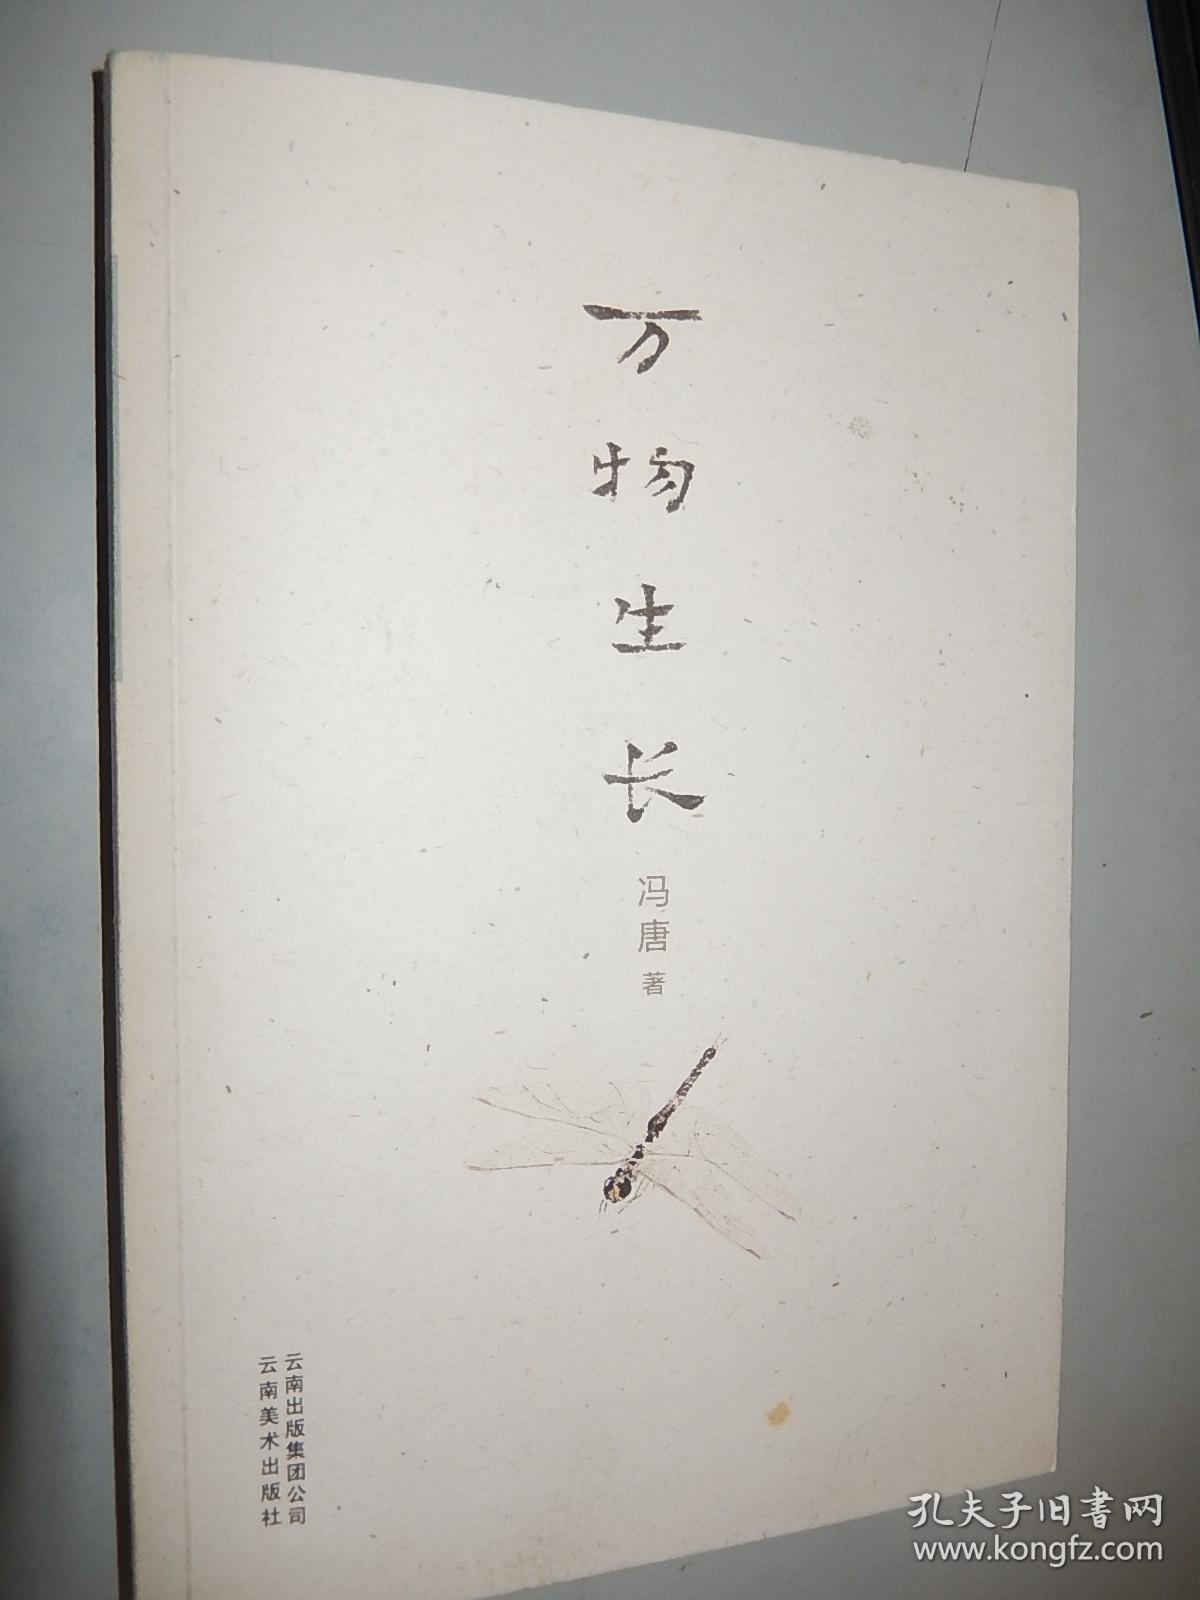 万物生长
冯唐 著
云南出版集团公司
云南美术出版社
孔夫子旧书网
www.kongfz.com